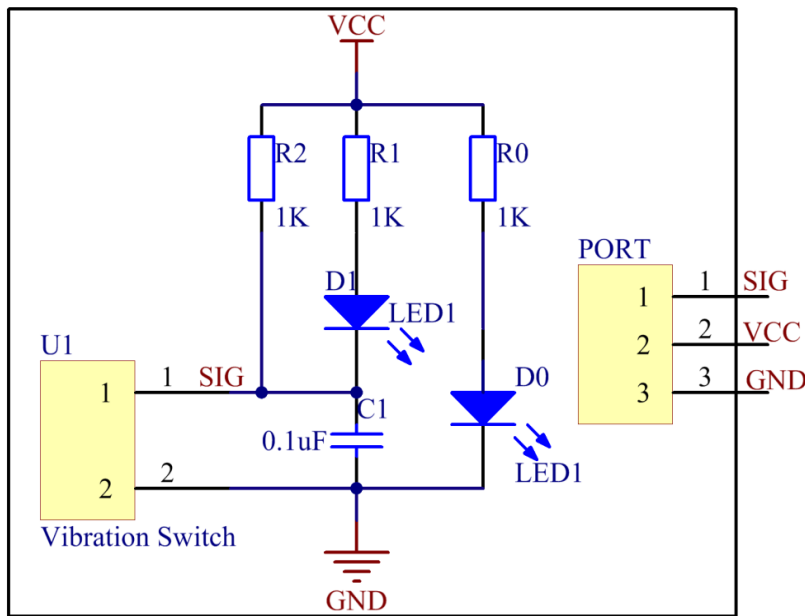 VCC
R2
R1
R0
1K
1K
1K
PORT
D1
1
1
SIG
LED1
2
2
VCC
U1
1
1
SIG
D0
3
3
GND
C1
0.1uF
LED1
2
2
Vibration Switch
GND